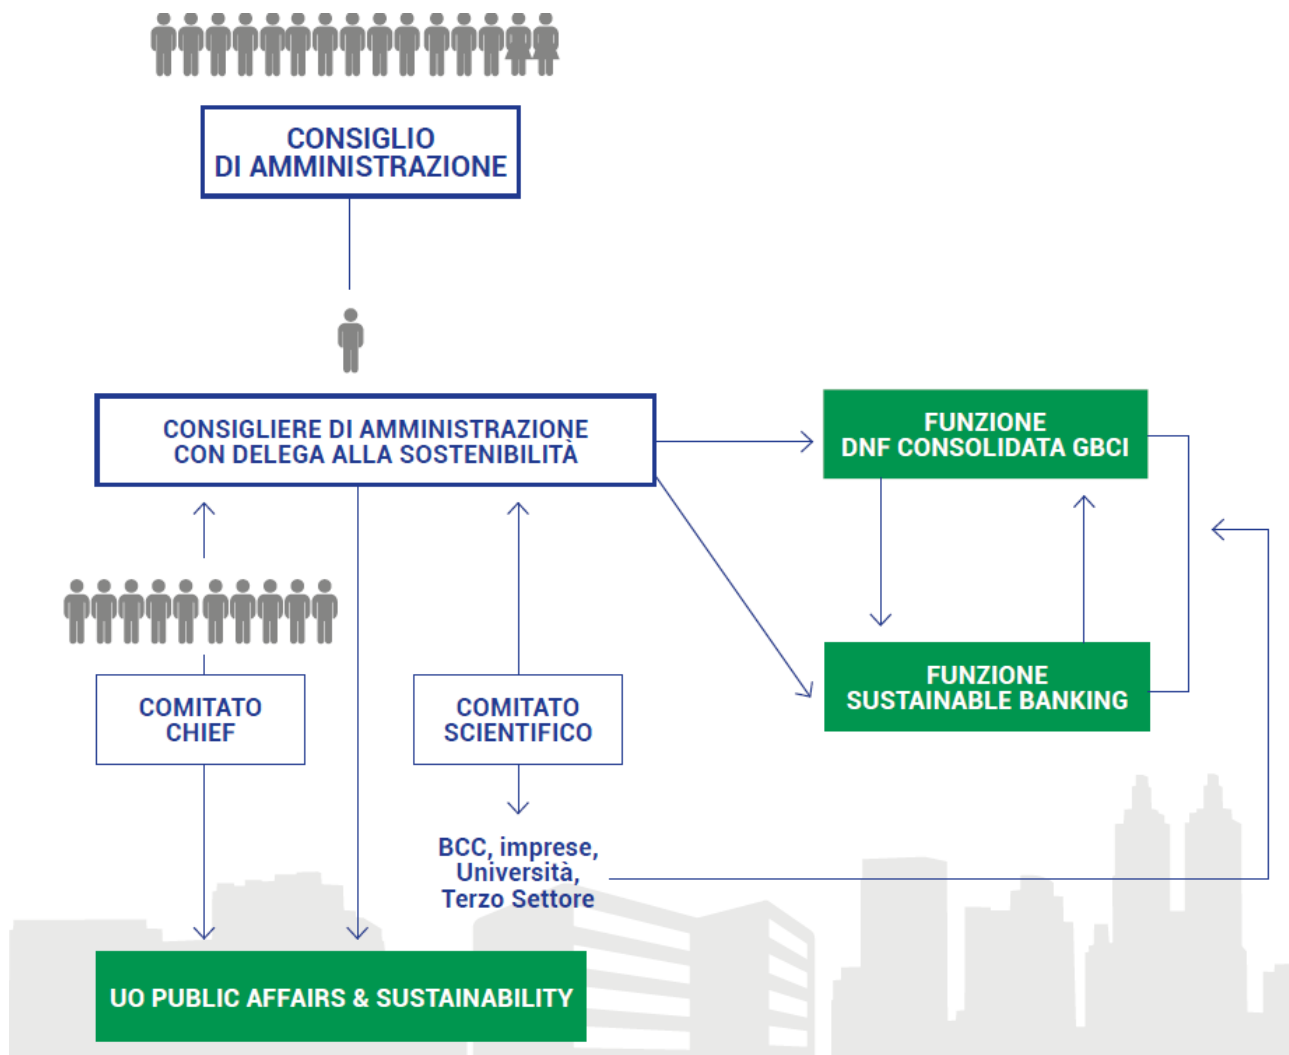 CONSIGLIO
DI AMMINISTRAZIONE
CONSIGLIERE DI AMMINISTRAZIONE
CON DELEGA ALLA SOSTENIBILITÀ
FUNZIONE
DNF CONSOLIDATA GBCI
FUNZIONE
SUSTAINABLE BANKING
COMITATO
CHIEF
COMITATO
SCIENTIFICO
BCC, imprese,
Università,
Terzo Settore
UO PUBLIC AFFAIRS & SUSTAINABILITY